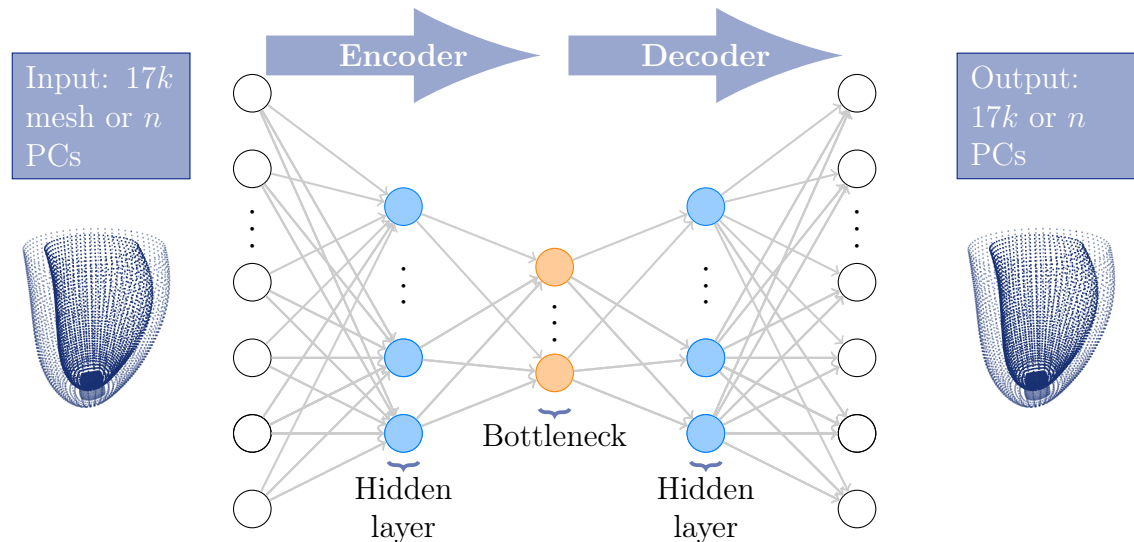 Encoder
Decoder
Input: 17k
mesh or n
PCs
Output:
17k or n
PCs
Bottleneck
Hidden
layer
Hidden
layer